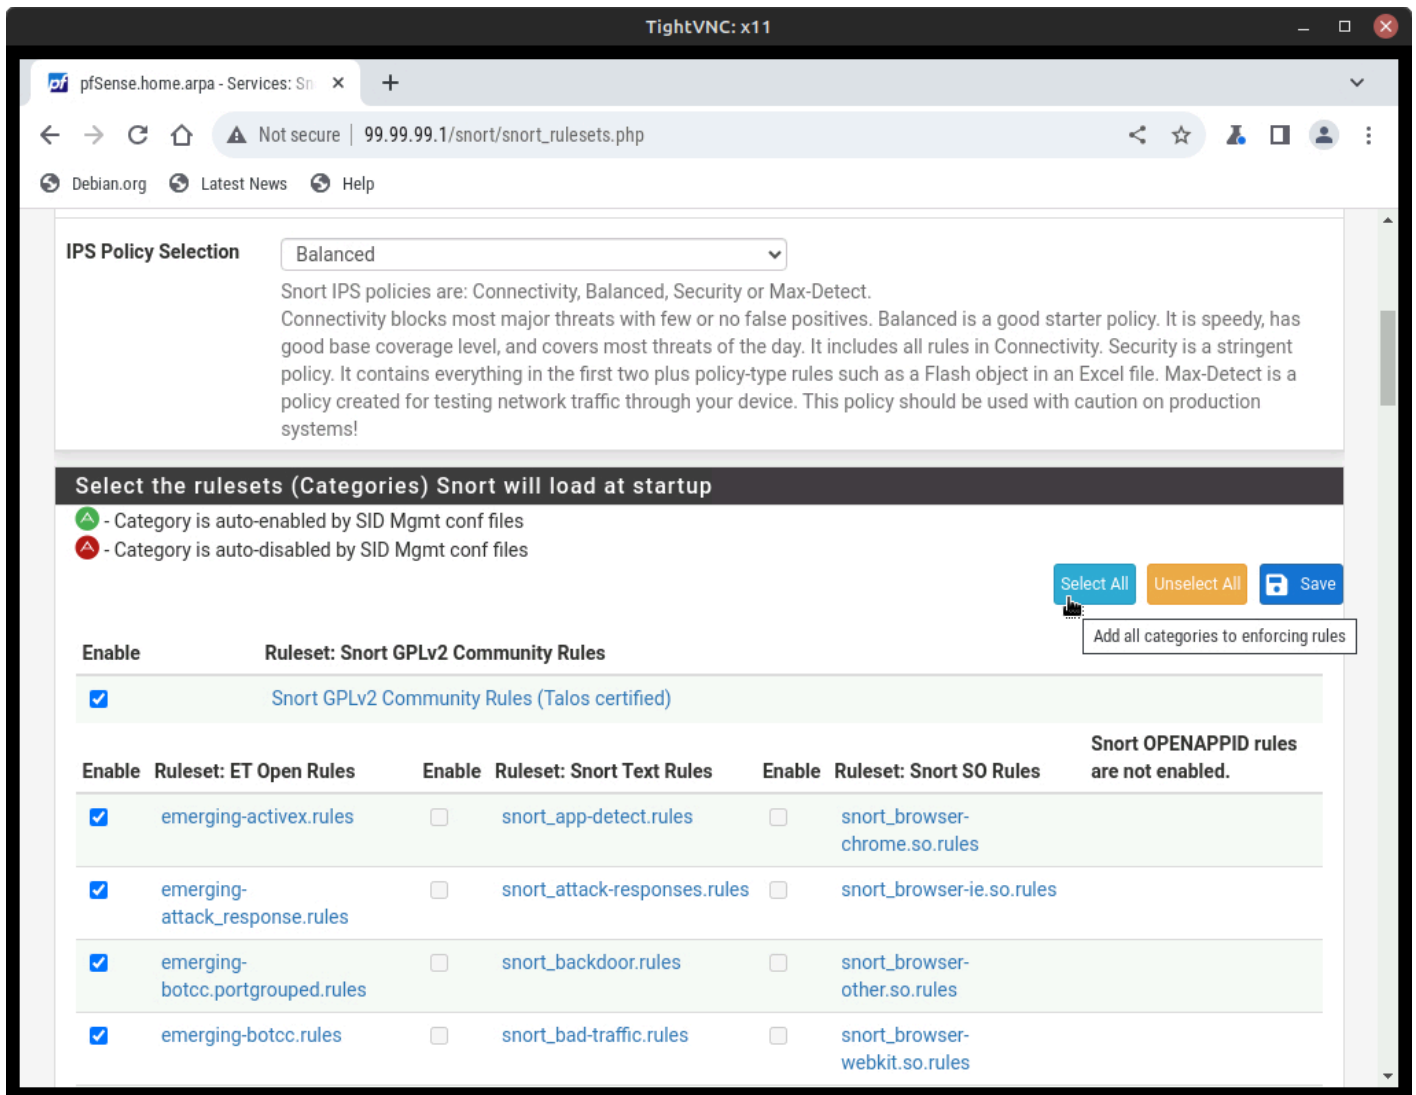 TightVNC: x11
pfSense.home.arpa - Services: Sn
Not secure | 99.99.99.1/snort/snort_rulesets.php
Debian.org Latest News Help
IPS Policy Selection
Balanced
Snort IPS policies are: Connectivity, Balanced, Security or Max-Detect.
Connectivity blocks most major threats with few or no false positives. Balanced is a good starter policy. It is speedy, has
good base coverage level, and covers most threats of the day. It includes all rules in Connectivity. Security is a stringent
policy. It contains everything in the first two plus policy-type rules such as a Flash object in an Excel file. Max-Detect is a
policy created for testing network traffic through your device. This policy should be used with caution on production
systems!
Select the rulesets (Categories) Snort will load at startup
- Category is auto-enabled by SID Mgmt conf files
- Category is auto-disabled by SID Mgmt conf files
Select All Unselect All Save
Add all categories to enforcing rules
Enable Ruleset: Snort GPLv2 Community Rules
Snort GPLv2 Community Rules (Talos certified)
Snort OPENAPPID rules
Enable Ruleset: ET Open Rules Enable Ruleset: Snort Text Rules Enable Ruleset: Snort SO Rules are not enabled.
emerging-activex.rules snort_app-detect.rules snort_browser-
chrome.so.rules
emerging- snort_attack-responses.rules snort_browser-ie.so.rules
attack_response.rules
emerging- snort_backdoor.rules snort_browser-
botcc.portgrouped.rules other.so.rules
emerging-botcc.rules snort_bad-traffic.rules snort_browser-
webkit.so.rules